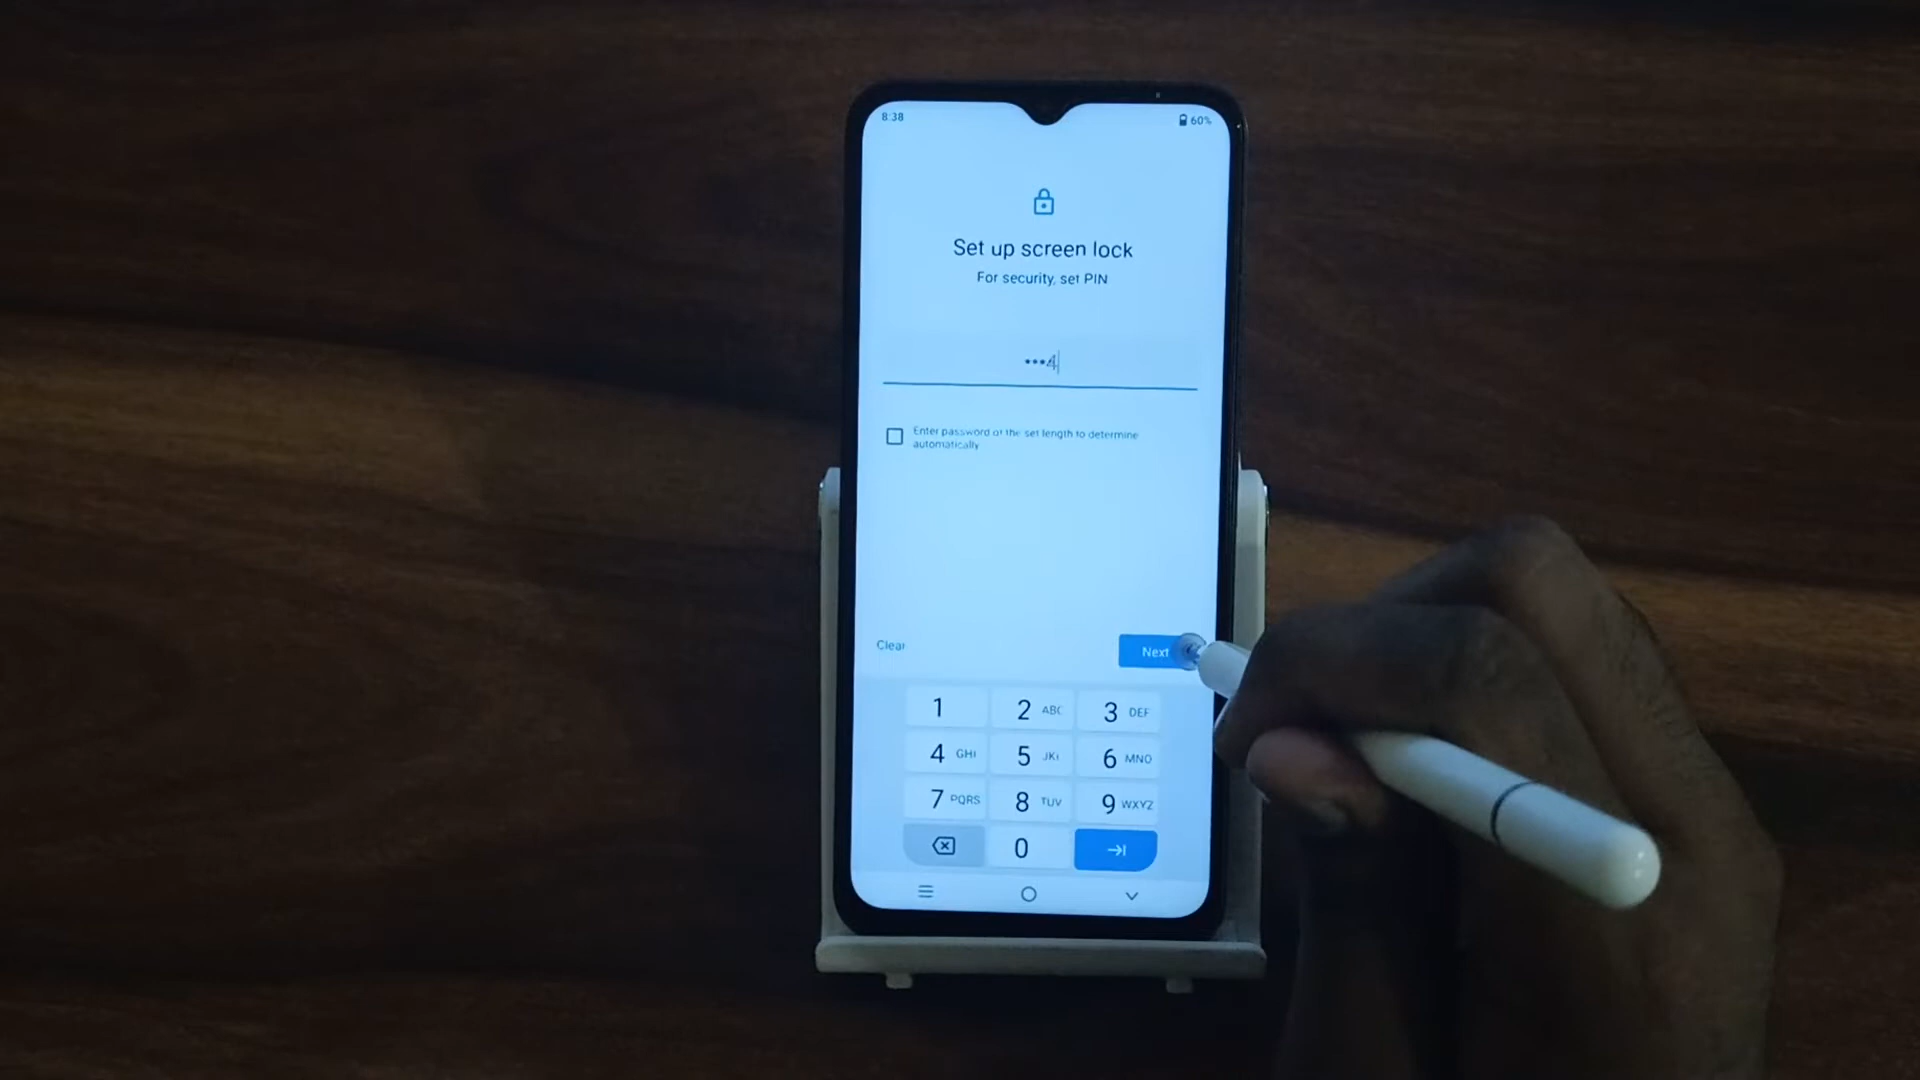 8:38
60%
Set up screen lock
For security, set PIN
•••4
Enter password of the set length to determine
automatically
Clear
Next
1
2 ABC
3 DEF
4 GHI
5 JKL
6 MNO
7 PQRS
8 TUV
9 WXYZ
0